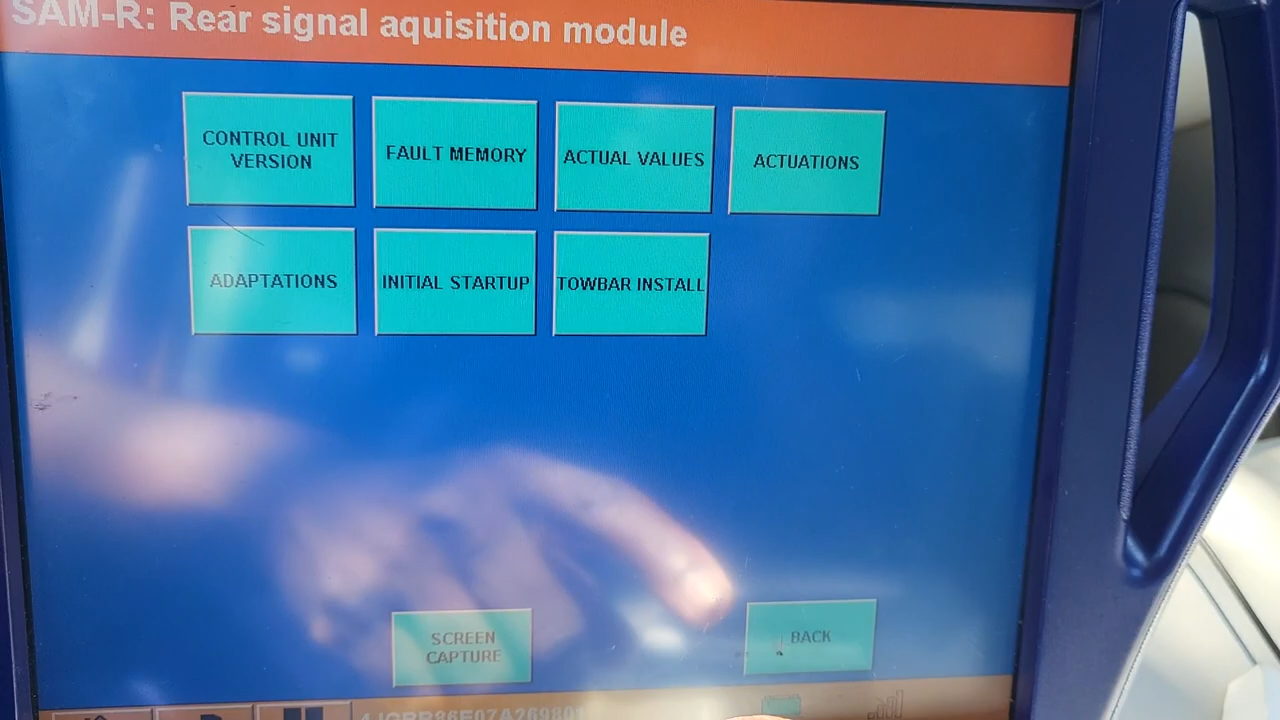 SAM-R: Rear signal aquisition module
CONTROL UNIT
VERSION
FAULT MEMORY
ACTUAL VALUES
ACTUATIONS
ADAPTATIONS
INITIAL STARTUP
TOWBAR INSTALL
SCREEN
CAPTURE
BACK